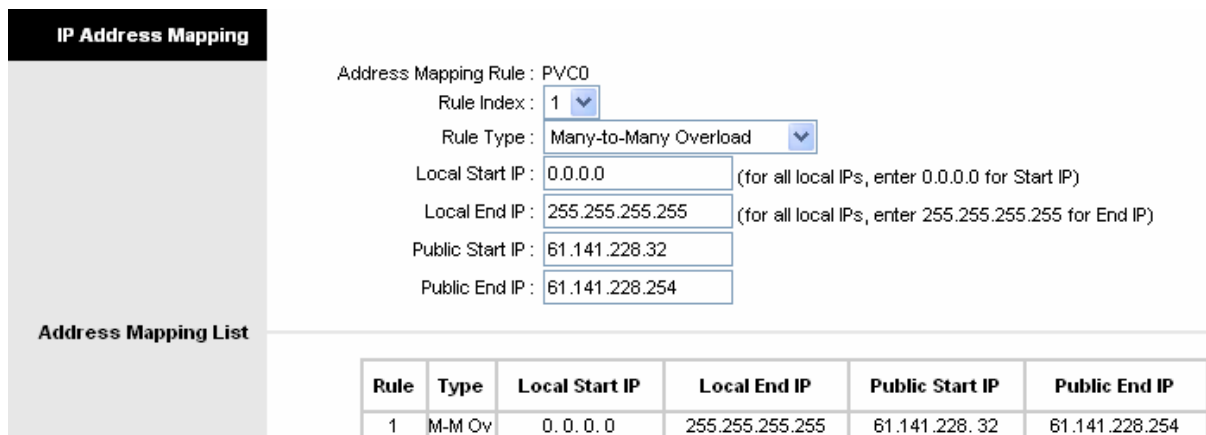 IP Address Mapping
Address Mapping Rule : PVC0
Rule Index : 1
Rule Type : Many-to-Many Overload
Local Start IP : 0.0.0.0 (for all local IPs, enter 0.0.0.0 for Start IP)
Local End IP : 255.255.255.255 (for all local IPs, enter 255.255.255.255 for End IP)
Public Start IP : 61.141.228.32
Public End IP : 61.141.228.254
Address Mapping List
Rule Type Local Start IP Local End IP Public Start IP Public End IP
1 M-M Ov 0. 0. 0. 0 255.255.255.255 61.141.228. 32 61.141.228.254